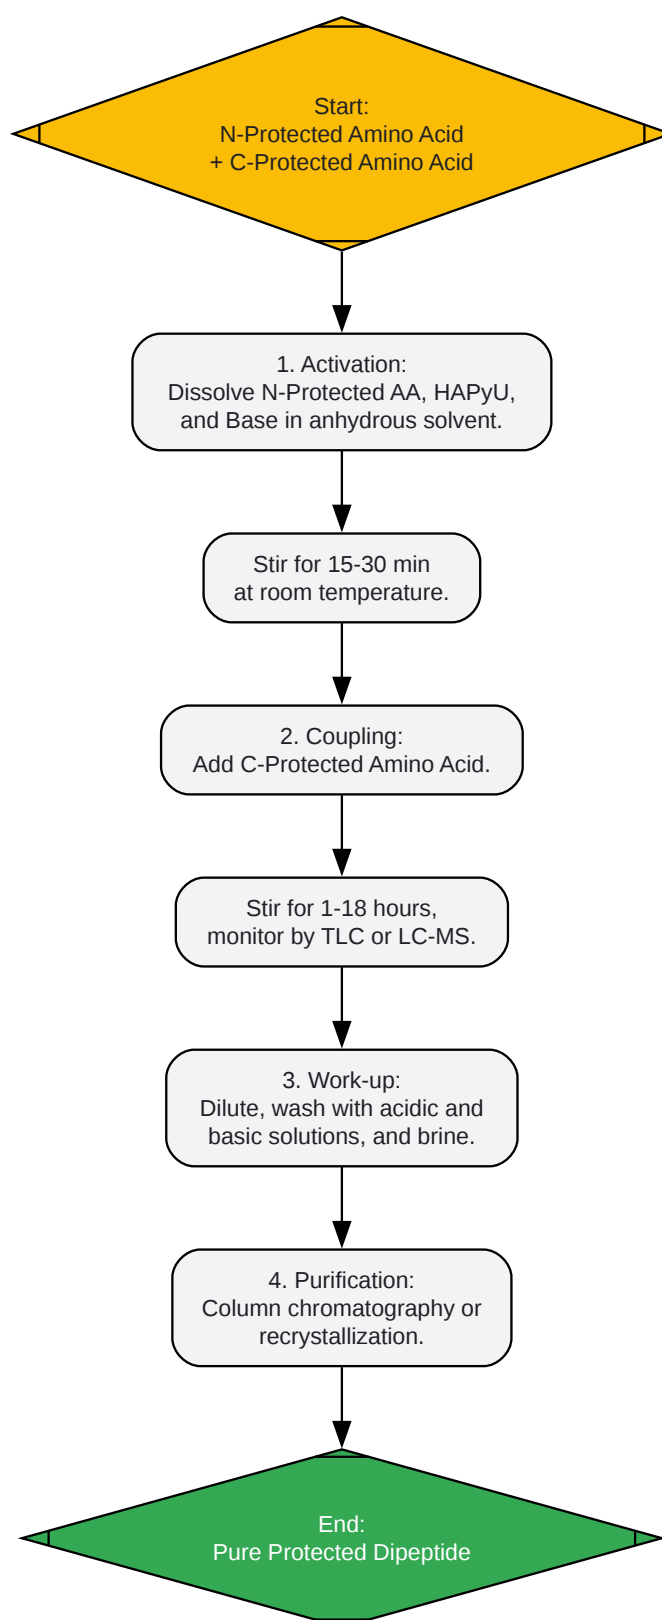 Start:
N-Protected Amino Acid
+ C-Protected Amino Acid
1. Activation:
Dissolve N-Protected AA, HAPyU,
and Base in anhydrous solvent.
Stir for 15-30 min
at room temperature.
2. Coupling:
Add C-Protected Amino Acid.
Stir for 1-18 hours,
monitor by TLC or LC-MS.
3. Work-up:
Dilute, wash with acidic and
basic solutions, and brine.
4. Purification:
Column chromatography or
recrystallization.
End:
Pure Protected Dipeptide